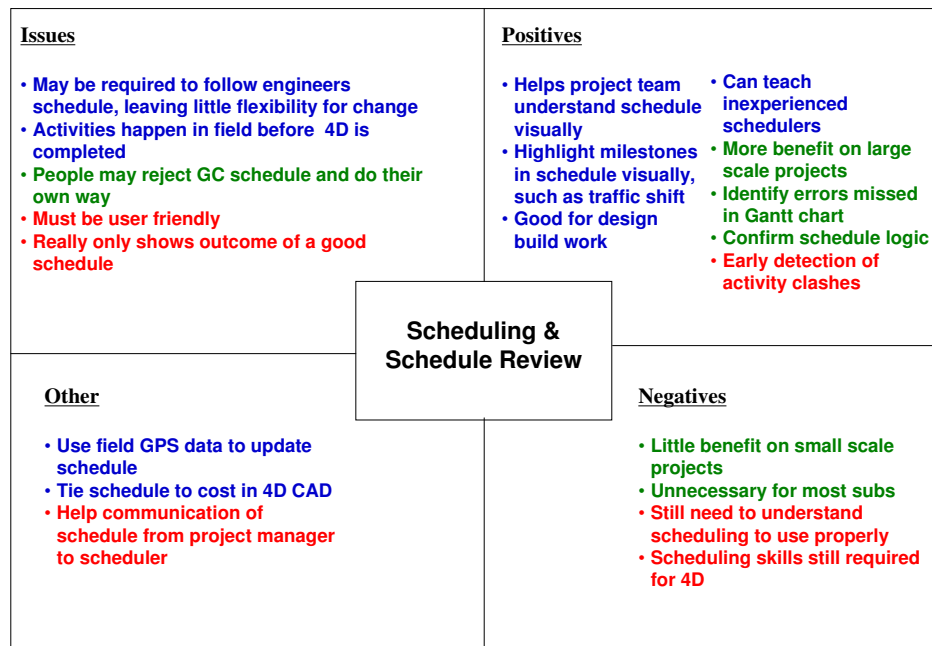 Issues
• May be required to follow engineers
schedule, leaving little flexibility for change
• Activities happen in field before 4D is
completed
• People may reject GC schedule and do their
own way
• Must be user friendly
• Really only shows outcome of a good
schedule
Positives
• Helps project team
understand schedule
visually
• Highlight milestones
in schedule visually,
such as traffic shift
• Good for design
build work
• Can teach
inexperienced
schedulers
• More benefit on large
scale projects
• Identify errors missed
in Gantt chart
• Confirm schedule logic
• Early detection of
activity clashes
Scheduling &
Schedule Review
Other
• Use field GPS data to update
schedule
• Tie schedule to cost in 4D CAD
• Help communication of
schedule from project manager
to scheduler
Negatives
• Little benefit on small scale
projects
• Unnecessary for most subs
• Still need to understand
scheduling to use properly
• Scheduling skills still required
for 4D